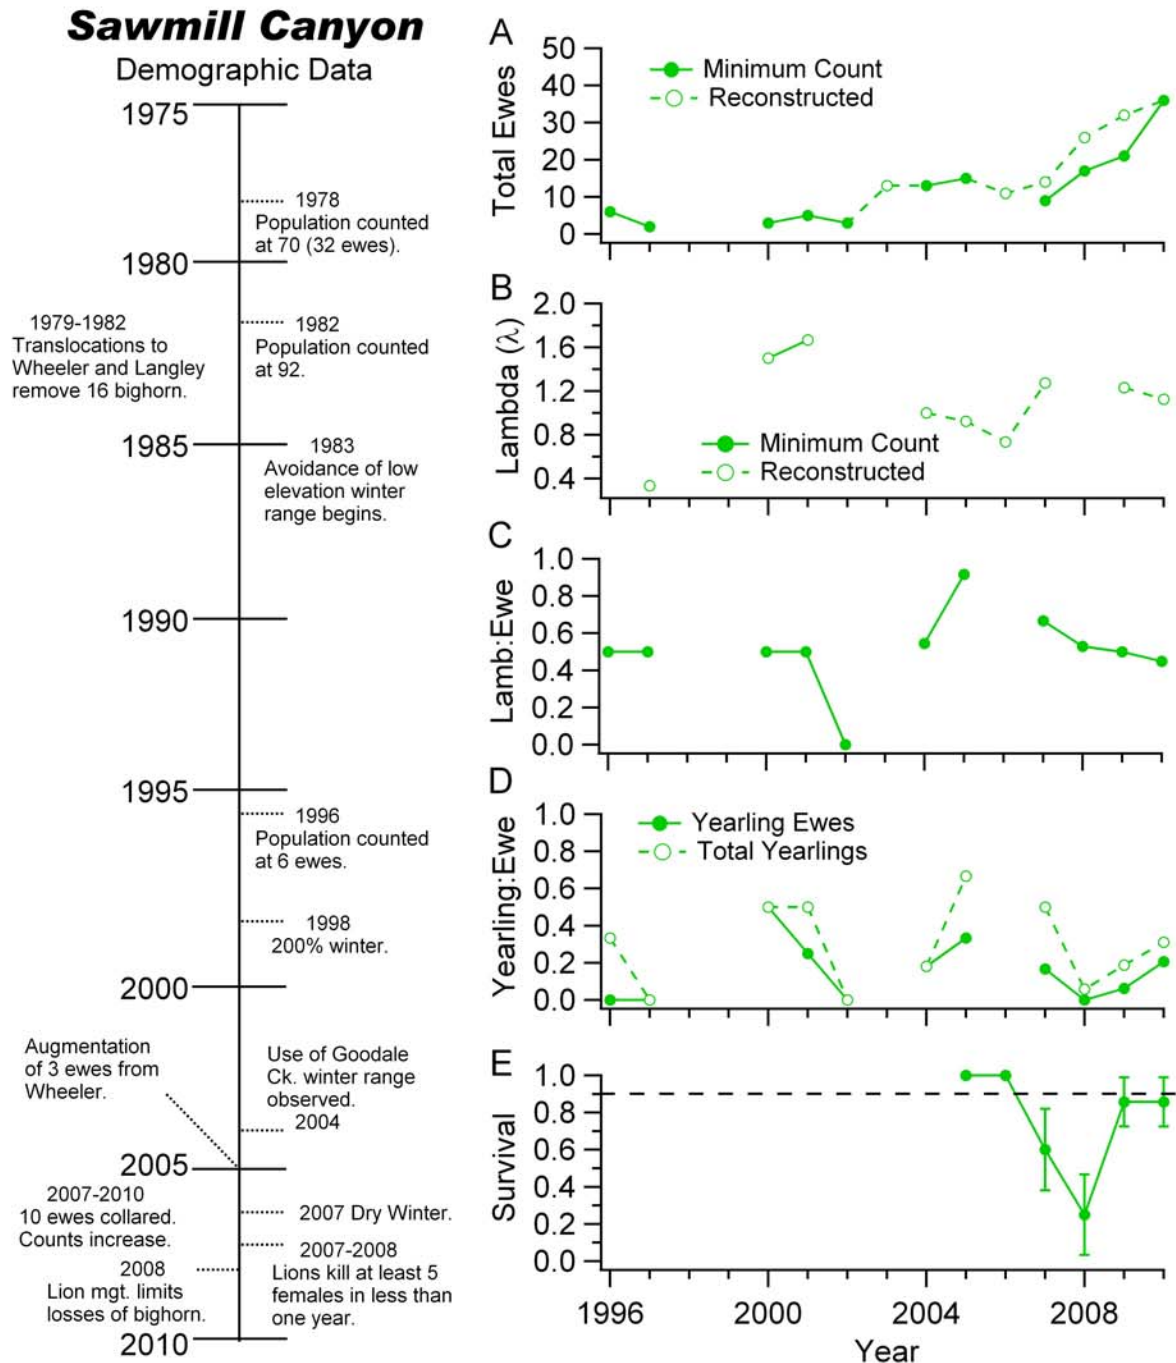 Sawmill Canyon
Demographic Data
1975
1978
Population counted
at 70 (32 ewes).
1980
1979-1982
Translocations to
Wheeler and Langley
remove 16 bighorn.
1982
Population counted
at 92.
1985
1983
Avoidance of low
elevation winter
range begins.
1990
1995
1996
Population counted
at 6 ewes.
1998
200% winter.
2000
Augmentation
of 3 ewes from
Wheeler.
Use of Goodale
Ck. winter range
observed.
2004
2005
2007-2010
10 ewes collared.
Counts increase.
2007 Dry Winter.
2007-2008
Lions kill at least 5
females in less than
one year.
2008
Lion mgt. limits
losses of bighorn.
2010
A
Total Ewes
50
40
30
20
10
0
Minimum Count
Reconstructed
B
Lambda (λ)
2.0
1.6
1.2
0.8
0.4
Minimum Count
Reconstructed
C
Lamb:Ewe
1.0
0.8
0.6
0.4
0.2
0.0
D
Yearling:Ewe
1.0
0.8
0.6
0.4
0.2
0.0
Yearling Ewes
Total Yearlings
E
Survival
1.0
0.8
0.6
0.4
0.2
0.0
1996 2000 2004 2008
Year